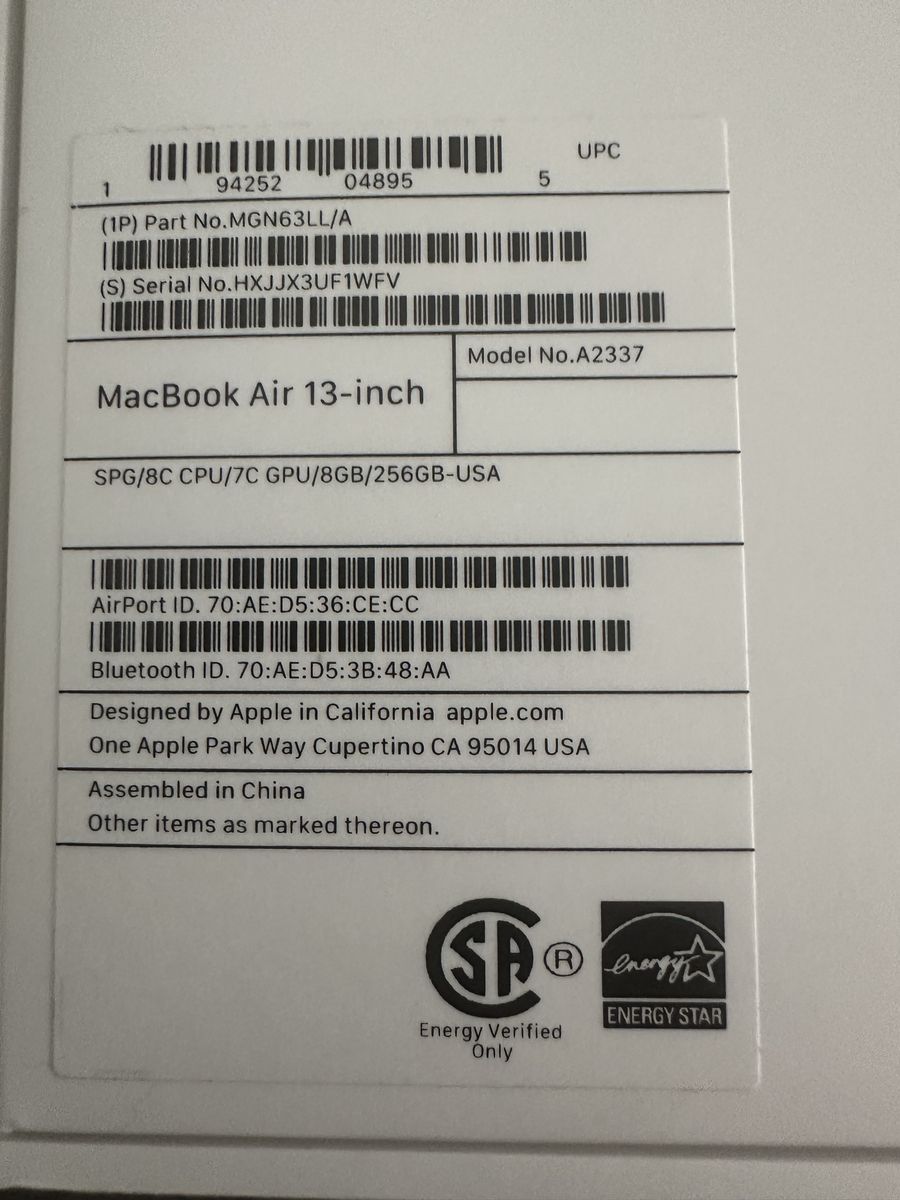 UPC
1 94252 04895 5
(1P) Part No.MGN63LL/A
(S) Serial No.HXJJX3UF1WFV
Model No.A2337
MacBook Air 13-inch
SPG/8C CPU/7C GPU/8GB/256GB-USA
AirPort ID. 70:AE:D5:36:CE:CC
Bluetooth ID. 70:AE:D5:3B:48:AA
Designed by Apple in California apple.com
One Apple Park Way Cupertino CA 95014 USA
Assembled in China
Other items as marked thereon.
SA ®
energy
ENERGY STAR
Energy Verified
Only